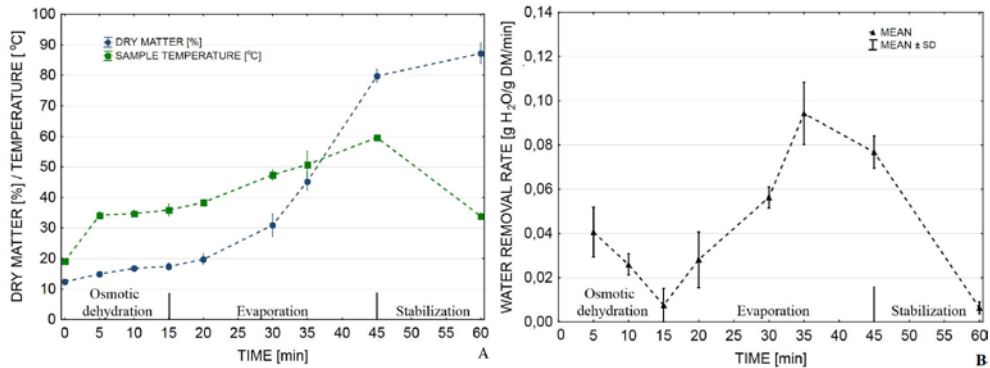 DRY MATTER [%] / TEMPERATURE [°C]
100
90
80
70
60
50
40
30
20
10
0
DRY MATTER [%]
SAMPLE TEMPERATURE [°C]
Osmotic
dehydration
Evaporation
Stabilization
0 5 10 15 20 25 30 35 40 45 50 55 60
TIME [min]
A
WATER REMOVAL RATE [g H₂O/g DM/min]
0,14
0,12
0,10
0,08
0,06
0,04
0,02
0,00
MEAN
MEAN ± SD
Osmotic
dehydration
Evaporation
Stabilization
0 5 10 15 20 25 30 35 40 45 50 55 60
TIME [min]
B